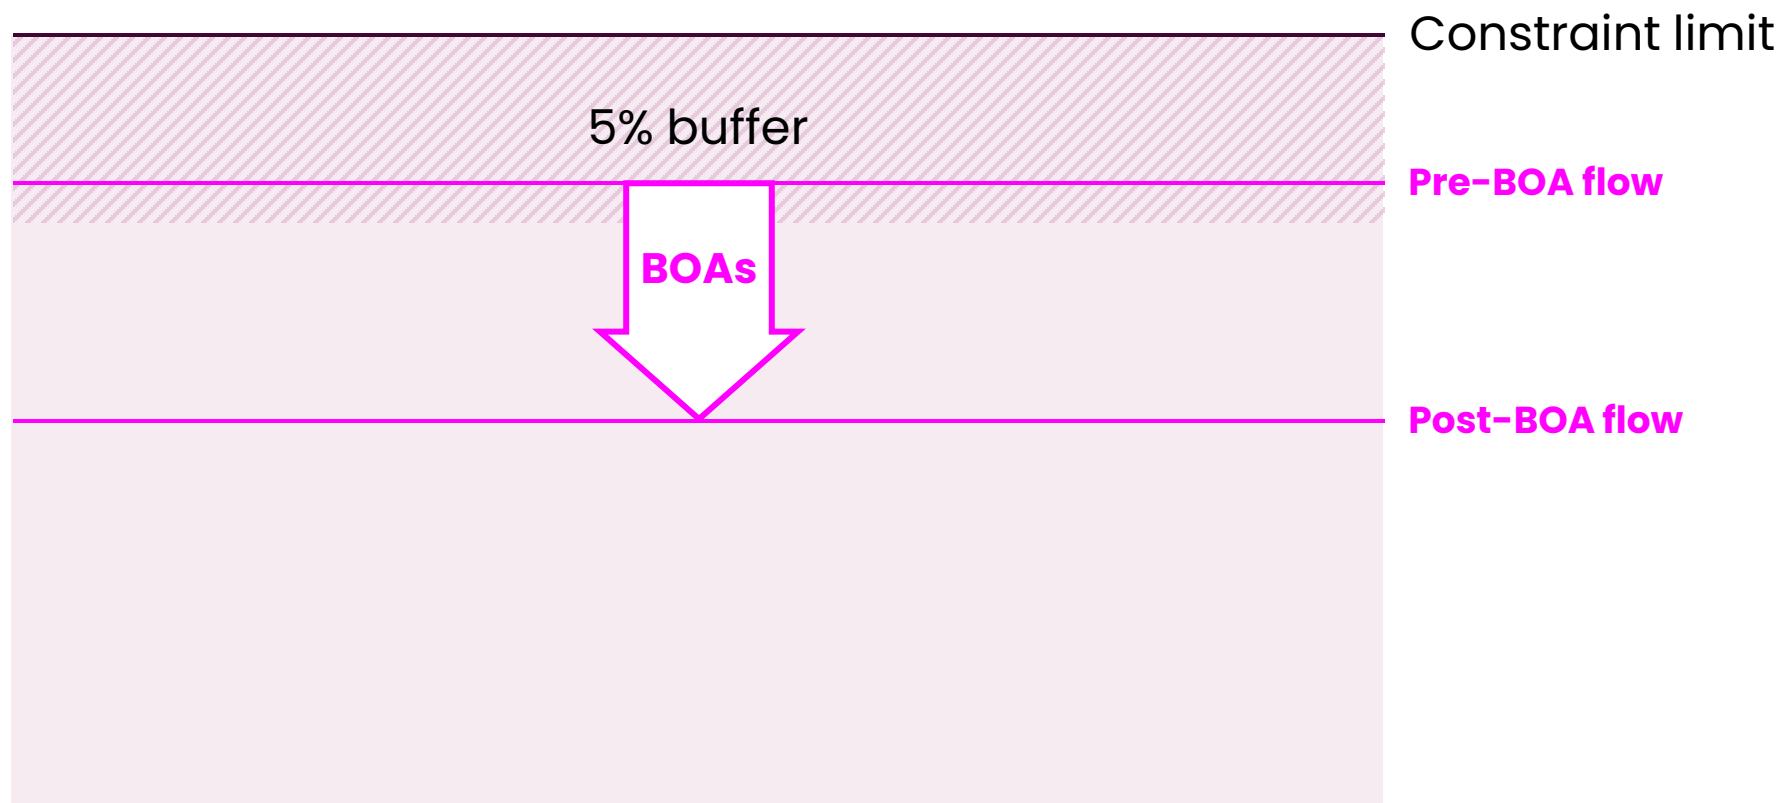 Constraint limit
5% buffer
Pre-BOA flow
BOAs
Post-BOA flow